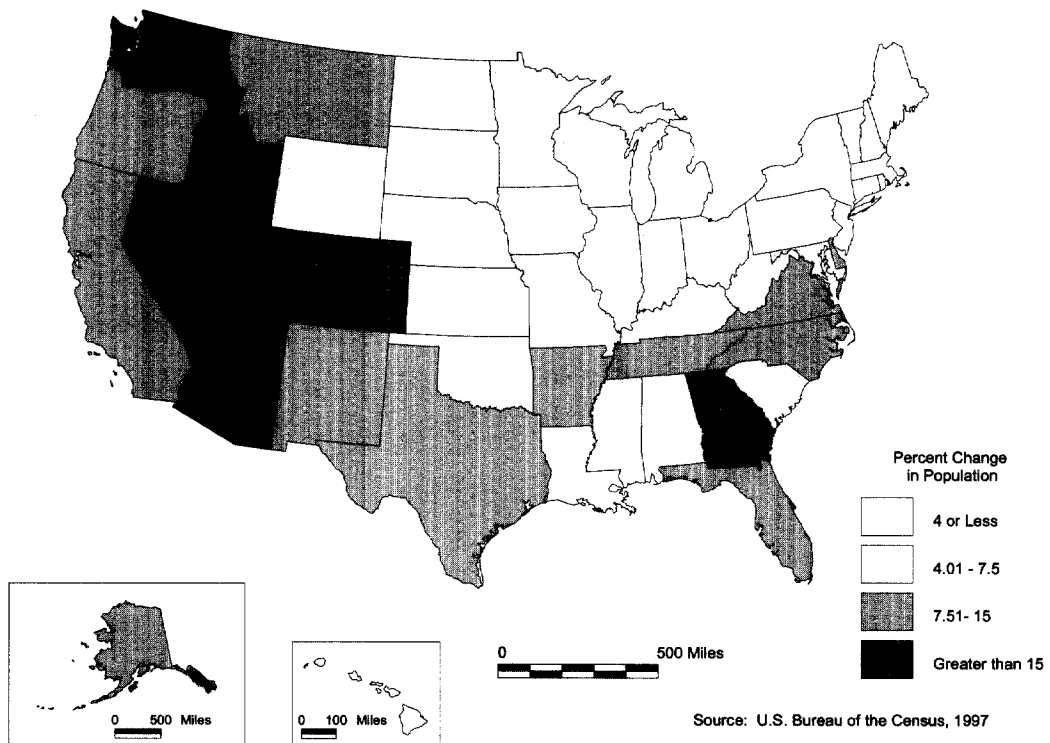 Percent Change
in Population
4 or Less
4.01 - 7.5
7.51- 15
Greater than 15
0 500 Miles
0 500 Miles
0 100 Miles
Source: U.S. Bureau of the Census, 1997